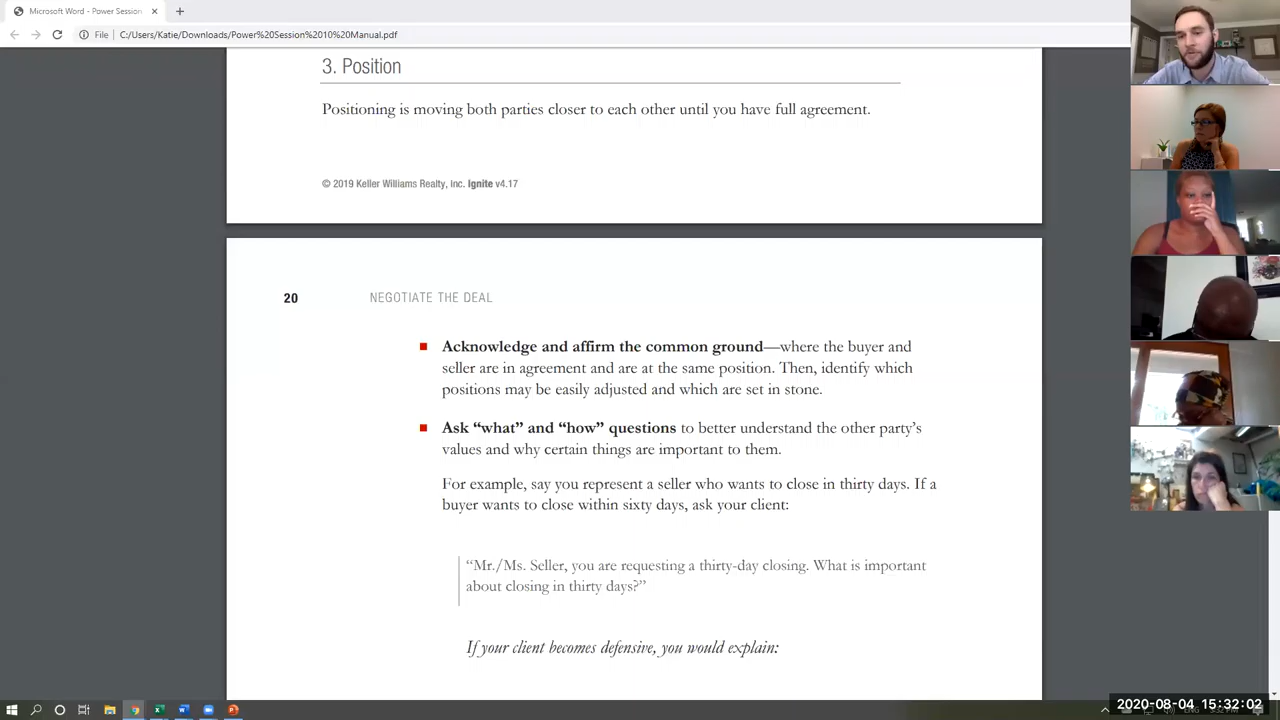 Microsoft Word - Power Session
File
C:/Users/Katie/Downloads/Power%20Session%2010%20Manual.pdf
3. Position
Positioning is moving both parties closer to each other until you have full agreement.
© 2019 Keller Williams Realty, inc. Ignite v4.17
20 NEGOTIATE THE DEAL
Acknowledge and affirm the common ground—where the buyer and
seller are in agreement and are at the same position. Then, identify which
positions may be easily adjusted and which are set in stone.
Ask “what” and “how” questions to better understand the other party’s
values and why certain things are important to them.
For example, say you represent a seller who wants to close in thirty days. If a
buyer wants to close within sixty days, ask your client:
“Mr./Ms. Seller, you are requesting a thirty-day closing. What is important
about closing in thirty days?”
If your client becomes defensive, you would explain:
2020-08-04 15:32:02